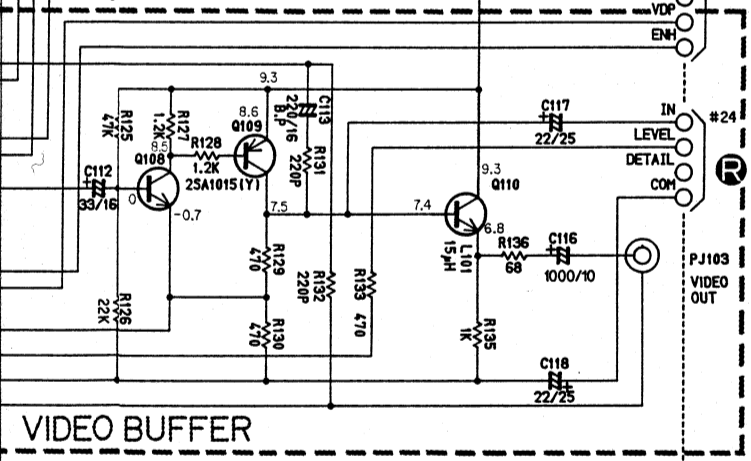 VDP
ENH
9.3
C113
220/16
B.P
8.6
Q109
R125
47K
R127
1.2K
R128
1.2K
8.5
Q108
2SA1015(Y)
R131
220P
C117
22/25
IN
#24
LEVEL
DETAIL
COM
R
C112
33/16
0
-0.7
7.5
7.4
9.3
Q110
6.8
L101
15μH
R136
68
C116
1000/10
PJ103
VIDEO
OUT
R129
470
R132
220P
R133 470
R126
22K
R130
470
R135
1K
C118
22/25
VIDEO BUFFER